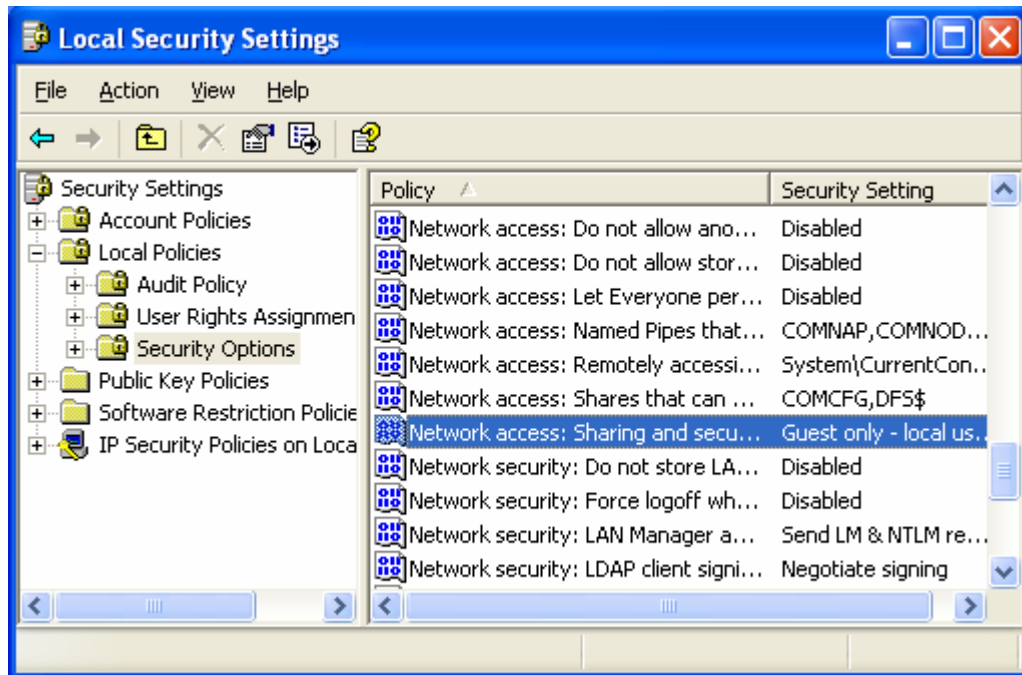 Local Security Settings
File Action View Help
Security Settings
Account Policies
Local Policies
Audit Policy
User Rights Assignmen
Security Options
Public Key Policies
Software Restriction Policie
IP Security Policies on Loca
Policy Security Setting
Network access: Do not allow ano... Disabled
Network access: Do not allow stor... Disabled
Network access: Let Everyone per... Disabled
Network access: Named Pipes that... COMNAP,COMNOD...
Network access: Remotely accessi... System\CurrentCon...
Network access: Shares that can ... COMCFG,DFS$
Network access: Sharing and secu... Guest only - local us...
Network security: Do not store LA... Disabled
Network security: Force logoff wh... Disabled
Network security: LAN Manager a... Send LM & NTLM re...
Network security: LDAP client signi... Negotiate signing